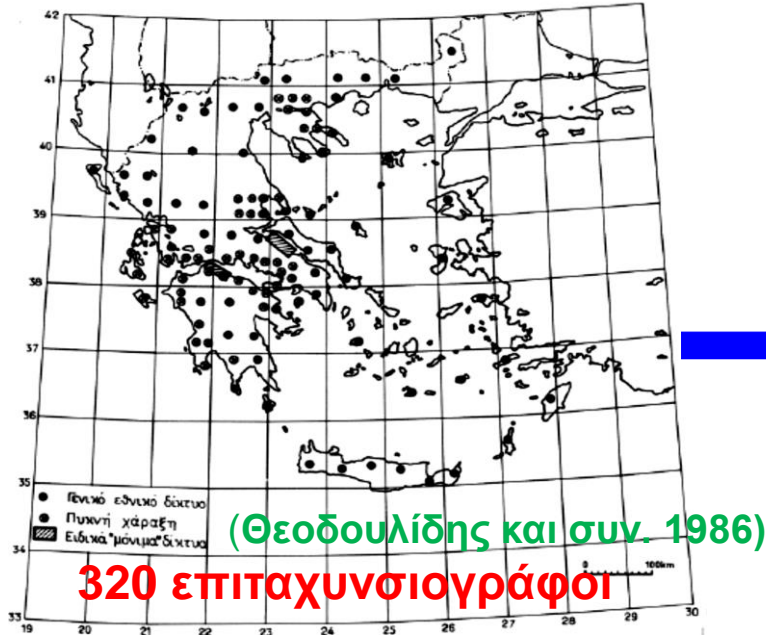 42
41
40
39
38
37
36
35
34
33
19 20 21 22 23 24 25 26 27 28 29 30
Γενικό εθνικό δίκτυο
Πυκνή χάραξη
Ειδικά "μόνιμα" δίκτυα
(Θεοδουλίδης και συν. 1986)
0 100km
320 επιταχυνσιογράφοι